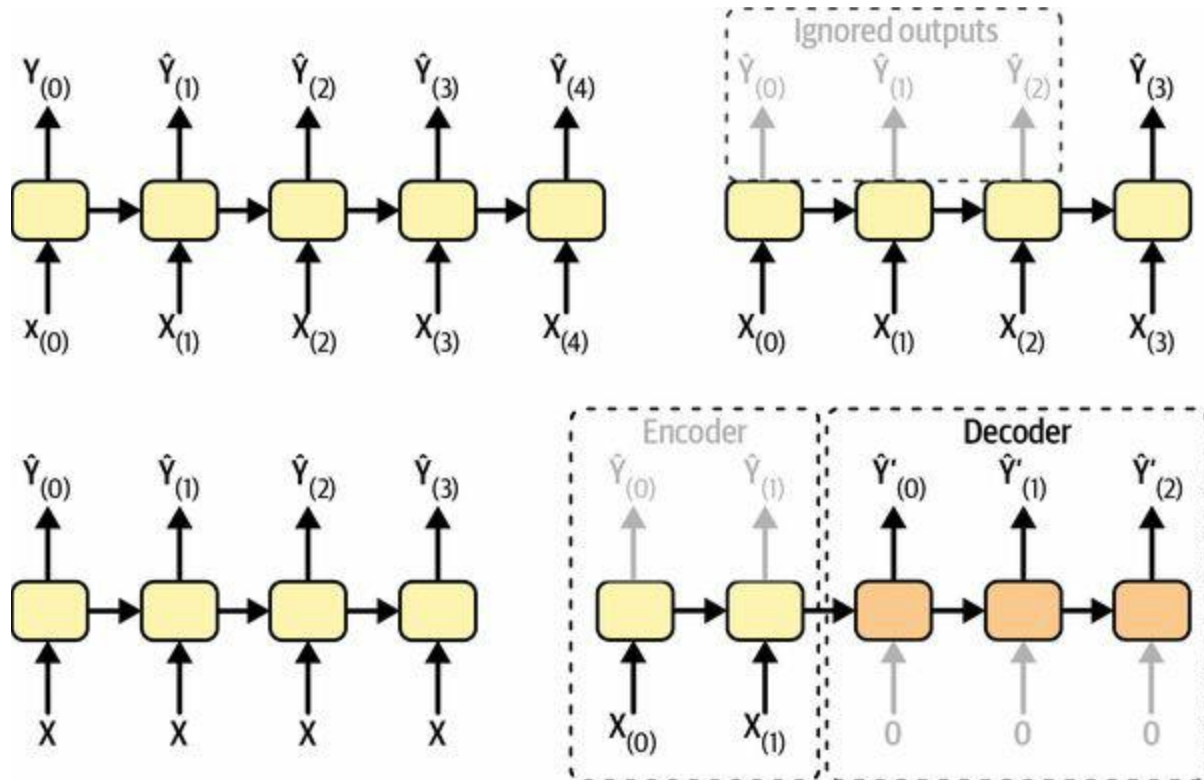 Ignored outputs
Y(0) Ŷ(1) Ŷ(2) Ŷ(3) Ŷ(4)
Ŷ(0) Ŷ(1) Ŷ(2) Ŷ(3)
x(0) X(1) X(2) X(3) X(4)
X(0) X(1) X(2) X(3)
Encoder
Decoder
Ŷ(0) Ŷ(1) Ŷ(2) Ŷ(3)
Ŷ(0) Ŷ(1)
Ŷ'(0) Ŷ'(1) Ŷ'(2)
X X X X
X(0) X(1)
0 0 0